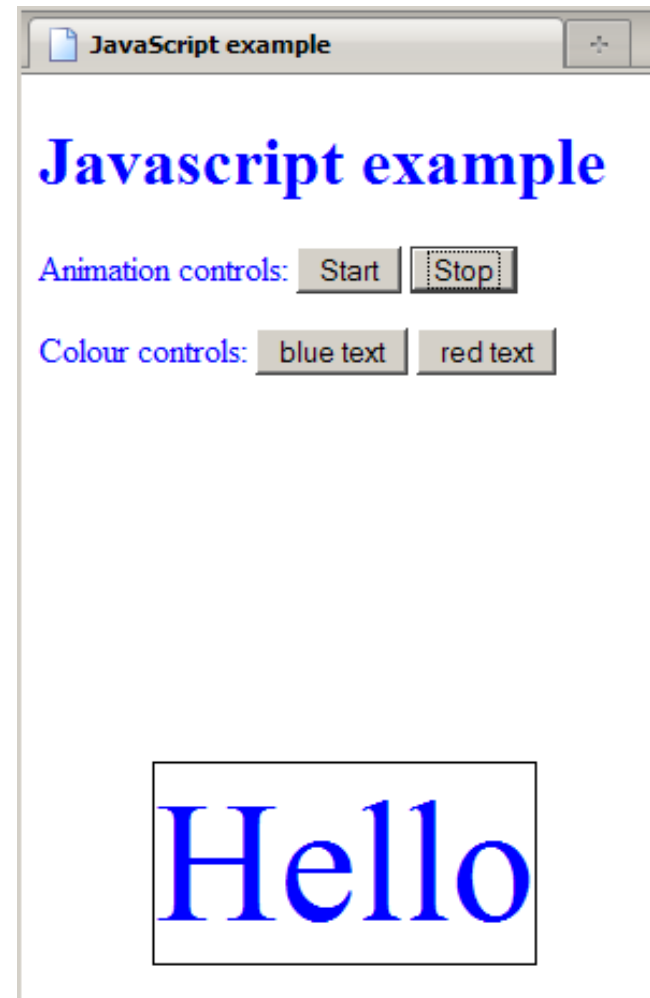 JavaScript example
Javascript example
Animation controls: Start Stop
Colour controls: blue text red text
Hello